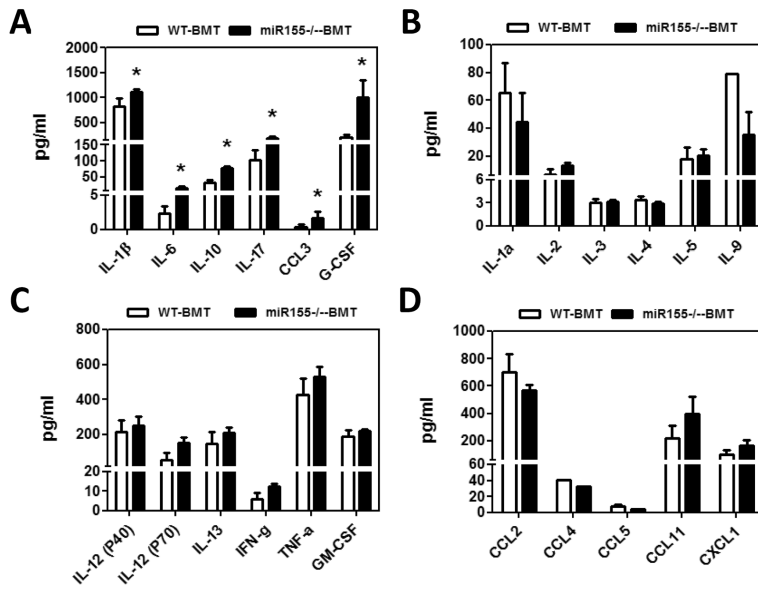 A
WT-BMT miR155-/--BMT
pg/ml
2000
1500
1000
500
150
100
50
5
0
* * * * * *
IL-1β IL-6 IL-10 IL-17 CCL3 G-CSF
B
WT-BMT miR155-/--BMT
pg/ml
100
80
60
40
20
6
3
0
IL-1a IL-2 IL-3 IL-4 IL-5 IL-9
C
WT-BMT miR155-/--BMT
pg/ml
800
600
400
200
20
10
0
IL-12 (P40) IL-12 (P70) IL-13 IFN-g TNF-a GM-CSF
D
WT-BMT miR155-/--BMT
pg/ml
1000
800
600
400
200
60
40
20
0
CCL2 CCL4 CCL5 CCL11 CXCL1